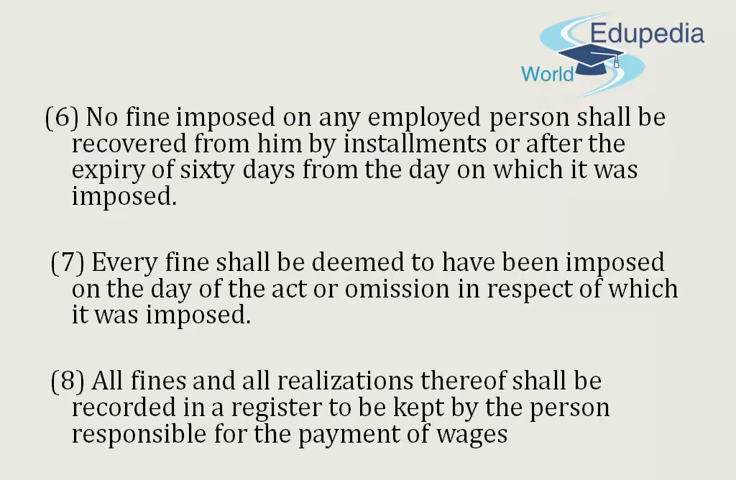 Edupedia
World
(6) No fine imposed on any employed person shall be
recovered from him by installments or after the
expiry of sixty days from the day on which it was
imposed.
(7) Every fine shall be deemed to have been imposed
on the day of the act or omission in respect of which
it was imposed.
(8) All fines and all realizations thereof shall be
recorded in a register to be kept by the person
responsible for the payment of wages